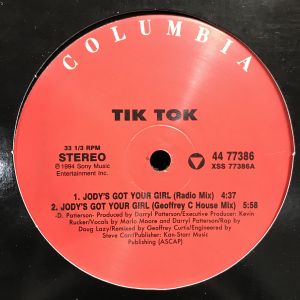 COLUMBIA
TIK TOK
33 1/3 RPM
STEREO
℗ 1994 Sony Music
Entertainment Inc.
44 77386
XSS 77386A
1. JODY'S GOT YOUR GIRL (Radio Mix) 4:37
2. JODY'S GOT YOUR GIRL (Geoffrey C House Mix) 5:58
-D. Patterson- Produced by Darryl Patterson/Executive Producer: Kevin
Rucker/Vocals by Mario Moore and Darryl Patterson/Rap by
Doug Lazy/Remixed by Geoffrey Curtis/Engineered by
Steve Carr/Publisher: Kan-Starr Music
Publishing (ASCAP)